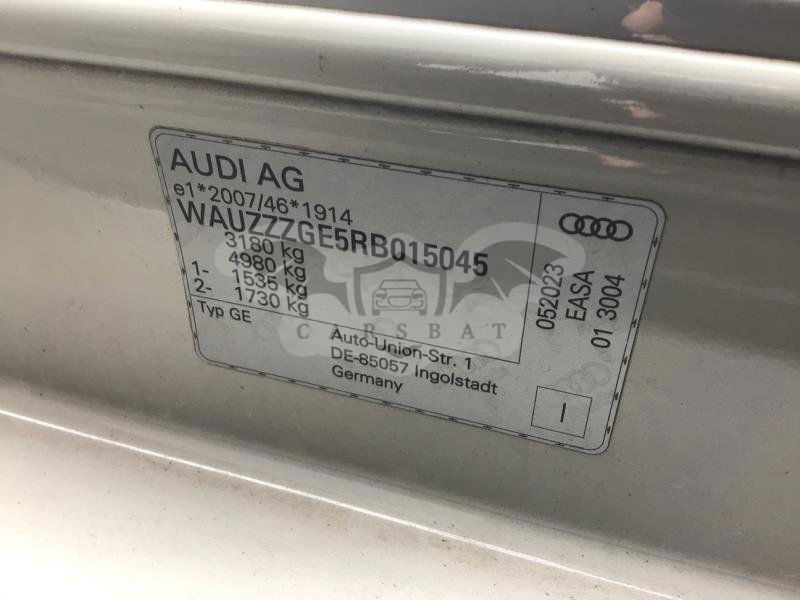 AUDI AG
e1*2007/46*1914
WAUZZZGE5RB015045
3180 kg
4980 kg
1- 1535 kg
2- 1730 kg
Typ GE
Auto-Union-Str. 1
DE-85057 Ingolstadt
Germany
052023
EASA
01 3004
I
CARSBAT